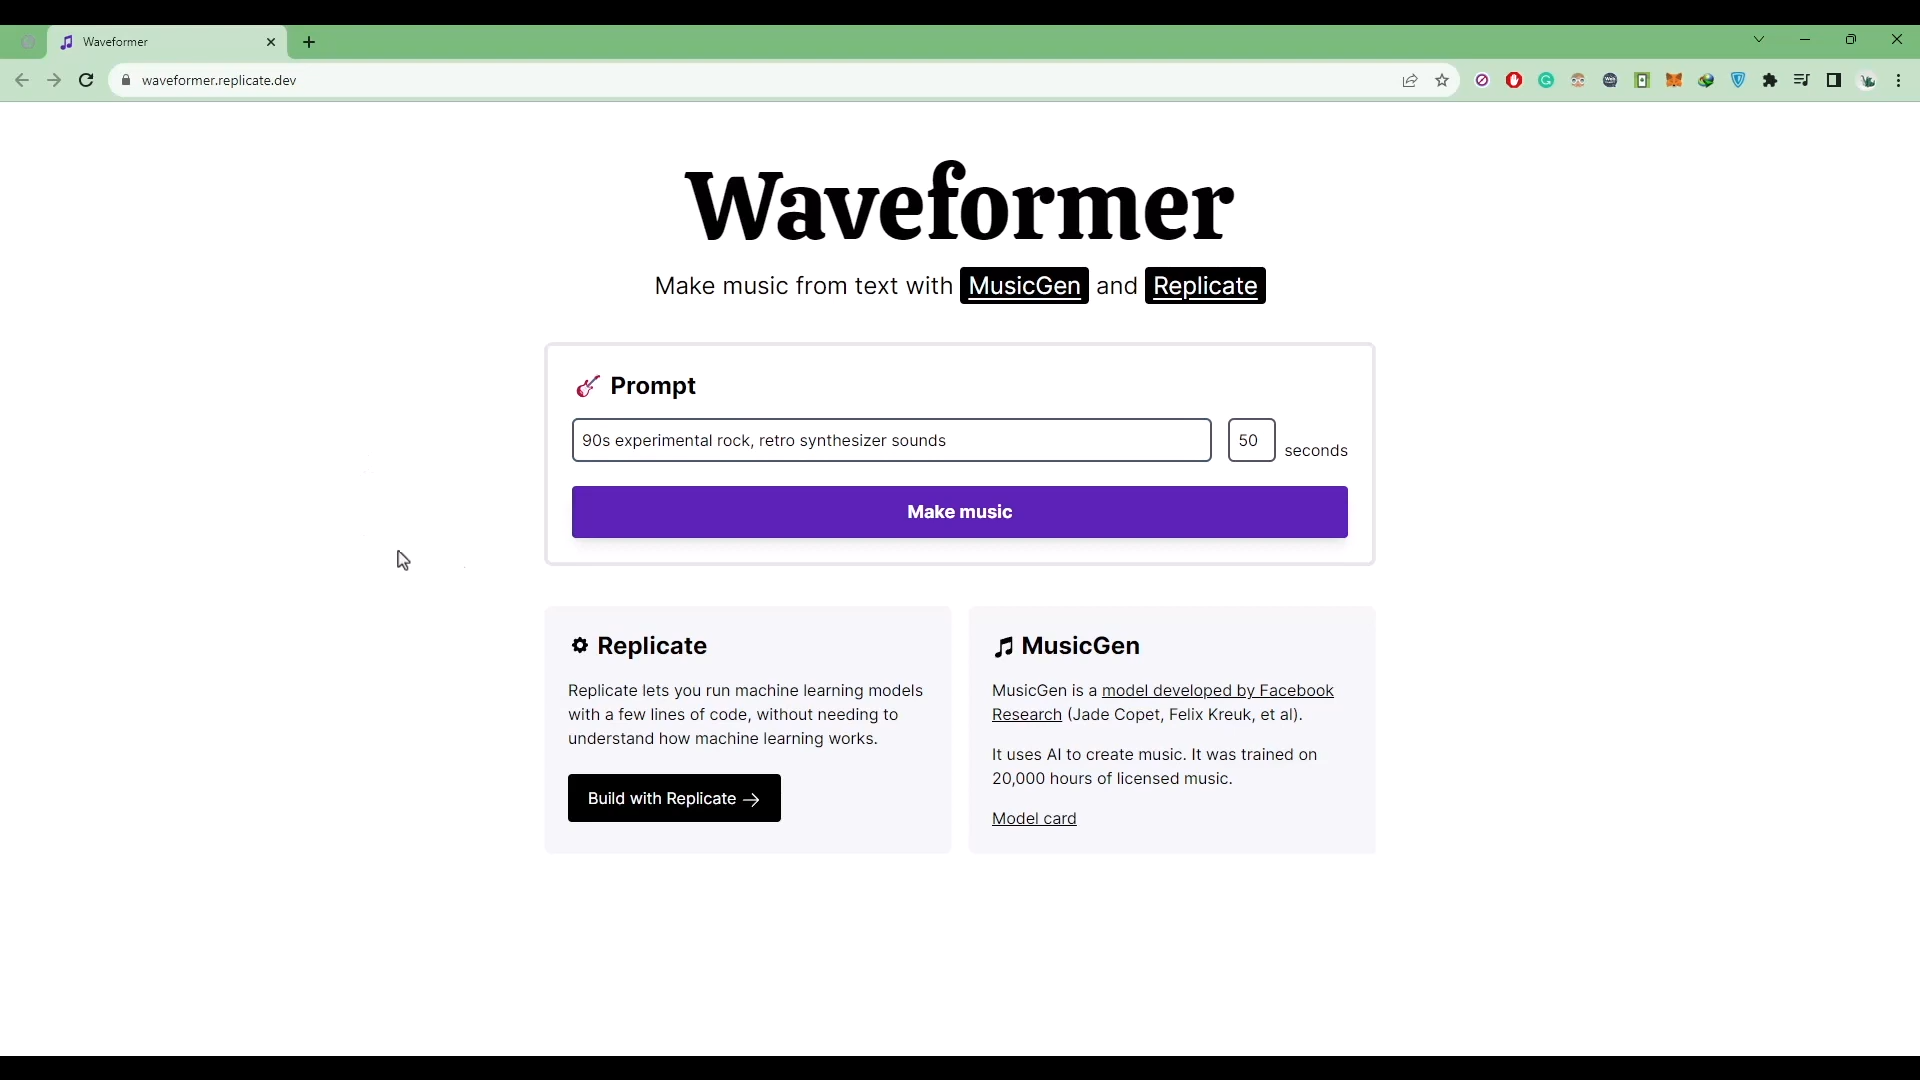 Waveformer
waveformer.replicate.dev
Waveformer
Make music from text with MusicGen and Replicate
Prompt
90s experimental rock, retro synthesizer sounds
50
seconds
Make music
Replicate
Replicate lets you run machine learning models
with a few lines of code, without needing to
understand how machine learning works.
Build with Replicate →
MusicGen
MusicGen is a model developed by Facebook
Research (Jade Copet, Felix Kreuk, et al).
It uses AI to create music. It was trained on
20,000 hours of licensed music.
Model card